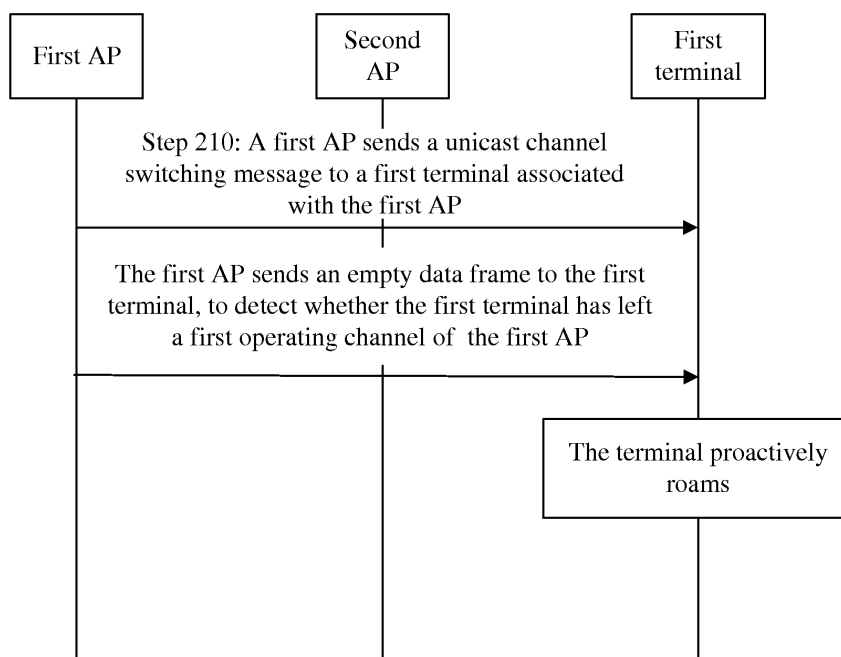 First AP
Second
AP
First
terminal
Step 210: A first AP sends a unicast channel
switching message to a first terminal associated
with the first AP
The first AP sends an empty data frame to the first
terminal, to detect whether the first terminal has left
a first operating channel of the first AP
The terminal proactively
roams